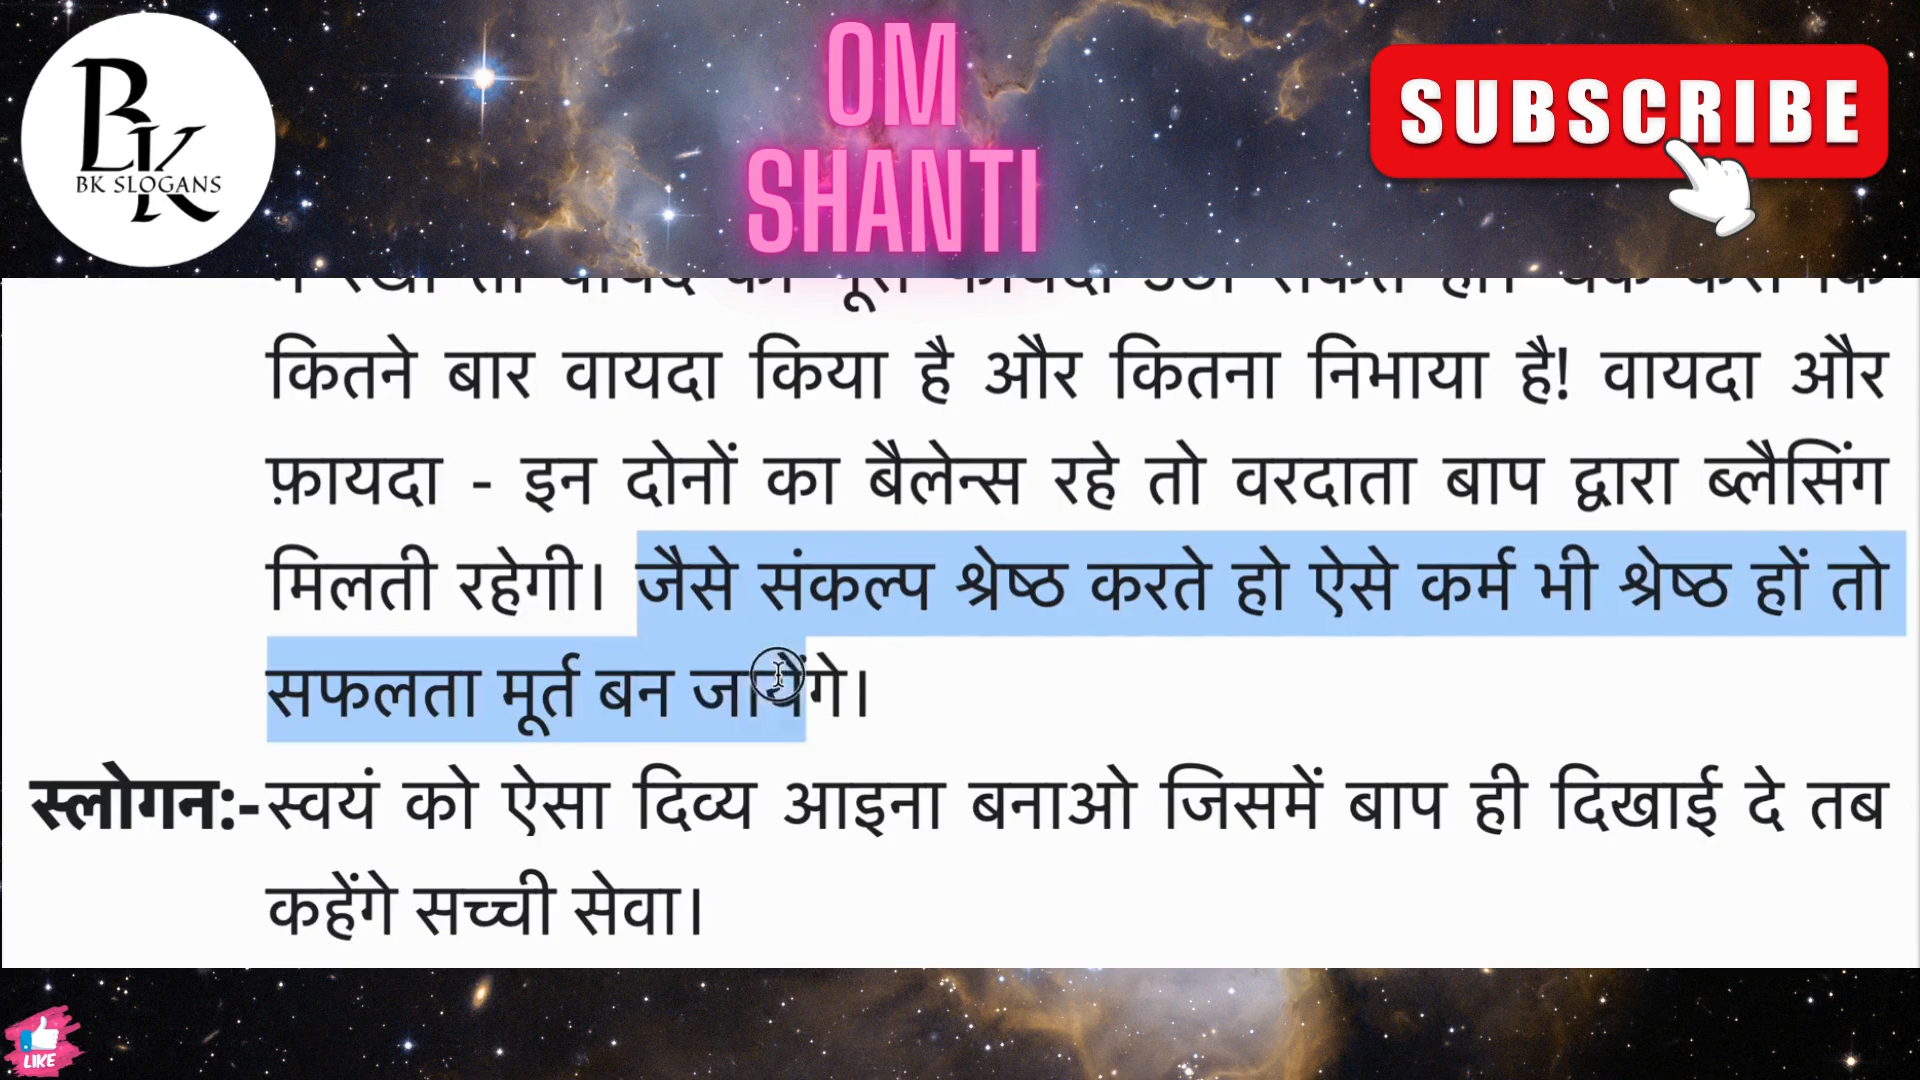 BK
BK SLOGANS
OM
SHANTI
SUBSCRIBE
कितने बार वायदा किया है और कितना निभाया है! वायदा और
फ़ायदा - इन दोनों का बैलेन्स रहे तो वरदाता बाप द्वारा ब्लैसिंग
मिलती रहेगी। जैसे संकल्प श्रेष्ठ करते हो ऐसे कर्म भी श्रेष्ठ हों तो
सफलता मूर्त बन जायेंगे।
स्लोगन:- स्वयं को ऐसा दिव्य आइना बनाओ जिसमें बाप ही दिखाई दे तब
कहेंगे सच्ची सेवा।
LIKE